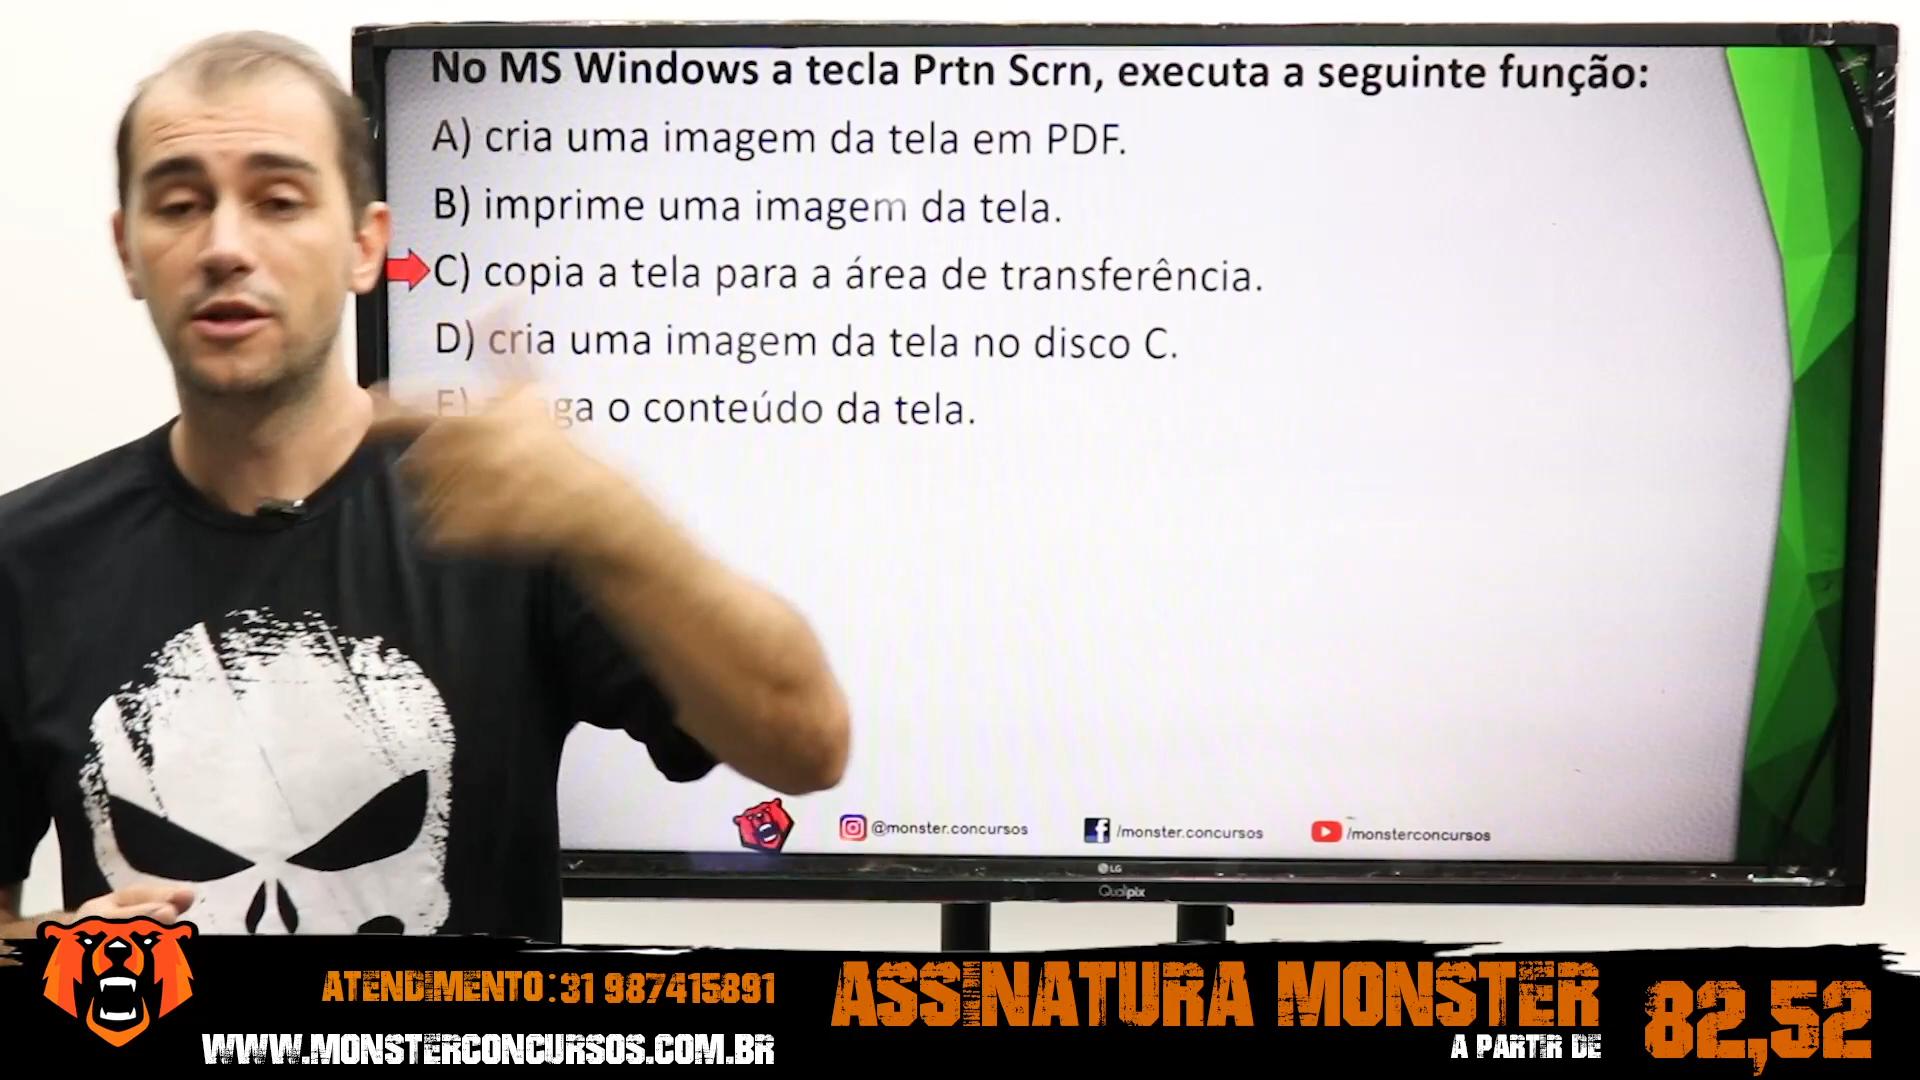 No MS Windows a tecla Prtn Scrn, executa a seguinte função:
A) cria uma imagem da tela em PDF.
B) imprime uma imagem da tela.
C) copia a tela para a área de transferência.
D) cria uma imagem da tela no disco C.
E) o conteúdo da tela.
@monster.concursos
/monster.concursos
/monsterconcursos
LG
Qualipix
ATENDIMENTO: 31 987415891
WWW.MONSTERCONCURSOS.COM.BR
ASSINATURA MONSTER
A PARTIR DE
82,52